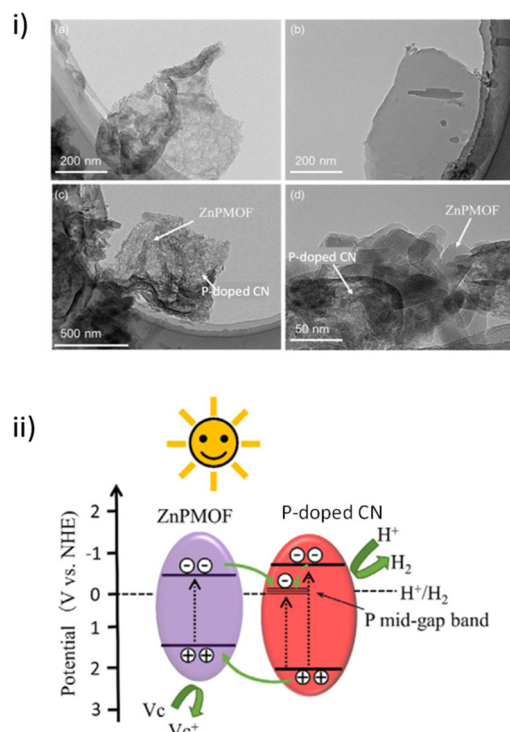 i)
(a)
200 nm
(b)
200 nm
(c)
ZnPMOF
P-doped CN
500 nm
(d)
ZnPMOF
P-doped CN
50 nm
ii)
ZnPMOF
P-doped CN
Potential (V vs. NHE)
2
-1
0
1
2
3
H⁺
H₂
H⁺/H₂
P mid-gap band
Vc
Vc⁺